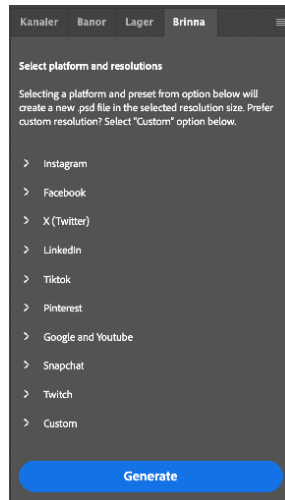 Kanaler Banor Lager Brinna
Select platform and resolutions
Selecting a platform and preset from option below will
create a new .psd file in the selected resolution size. Prefer
custom resolution? Select "Custom" option below.
Instagram
Facebook
X (Twitter)
LinkedIn
Tiktok
Pinterest
Google and Youtube
Snapchat
Twitch
Custom
Generate